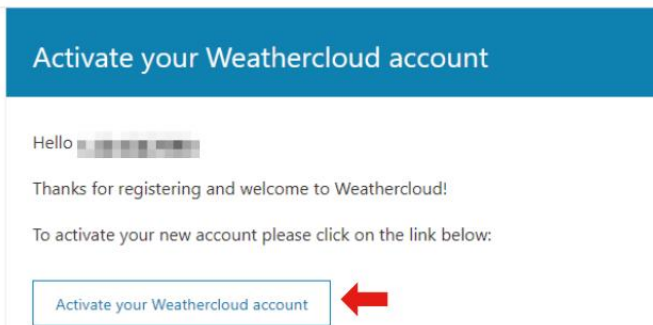 Activate your Weathercloud account
Hello
Thanks for registering and welcome to Weathercloud!
To activate your new account please click on the link below:
Activate your Weathercloud account